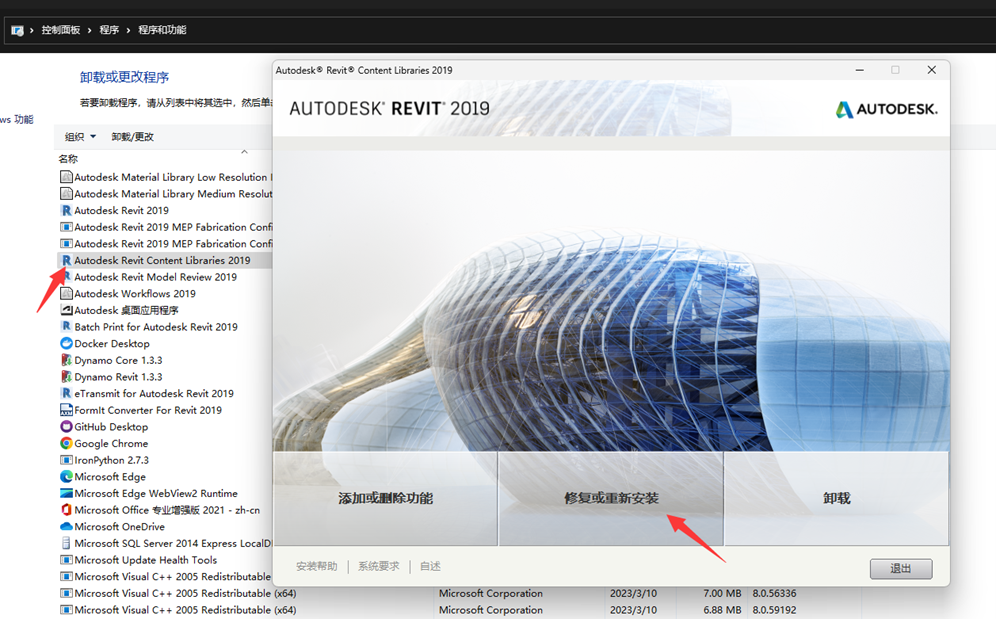 控制面板 › 程序 › 程序和功能
卸载或更改程序
若要卸载程序，请从列表中将其选中，然后单
ws 功能
组织 卸载/更改
名称
Autodesk Material Library Low Resolution
Autodesk Material Library Medium Resolut
Autodesk Revit 2019
Autodesk Revit 2019 MEP Fabrication Confi
Autodesk Revit 2019 MEP Fabrication Confi
Autodesk Revit Content Libraries 2019
Autodesk Revit Model Review 2019
Autodesk Workflows 2019
Autodesk 桌面应用程序
Batch Print for Autodesk Revit 2019
Docker Desktop
Dynamo Core 1.3.3
Dynamo Revit 1.3.3
eTransmit for Autodesk Revit 2019
FormIt Converter For Revit 2019
GitHub Desktop
Google Chrome
IronPython 2.7.3
Microsoft Edge
Microsoft Edge WebView2 Runtime
Microsoft Office 专业增强版 2021 - zh-cn
Microsoft OneDrive
Microsoft SQL Server 2014 Express LocalD
Microsoft Update Health Tools
Microsoft Visual C++ 2005 Redistributable
Microsoft Visual C++ 2005 Redistributable (x64) Microsoft Corporation 2023/3/10 7.00 MB 8.0.56336
Microsoft Visual C++ 2005 Redistributable (x64) Microsoft Corporation 2023/3/10 6.88 MB 8.0.59192
Autodesk® Revit® Content Libraries 2019
AUTODESK® REVIT® 2019
AUTODESK.
添加或删除功能
修复或重新安装
卸载
安装帮助 | 系统要求 | 自述
退出